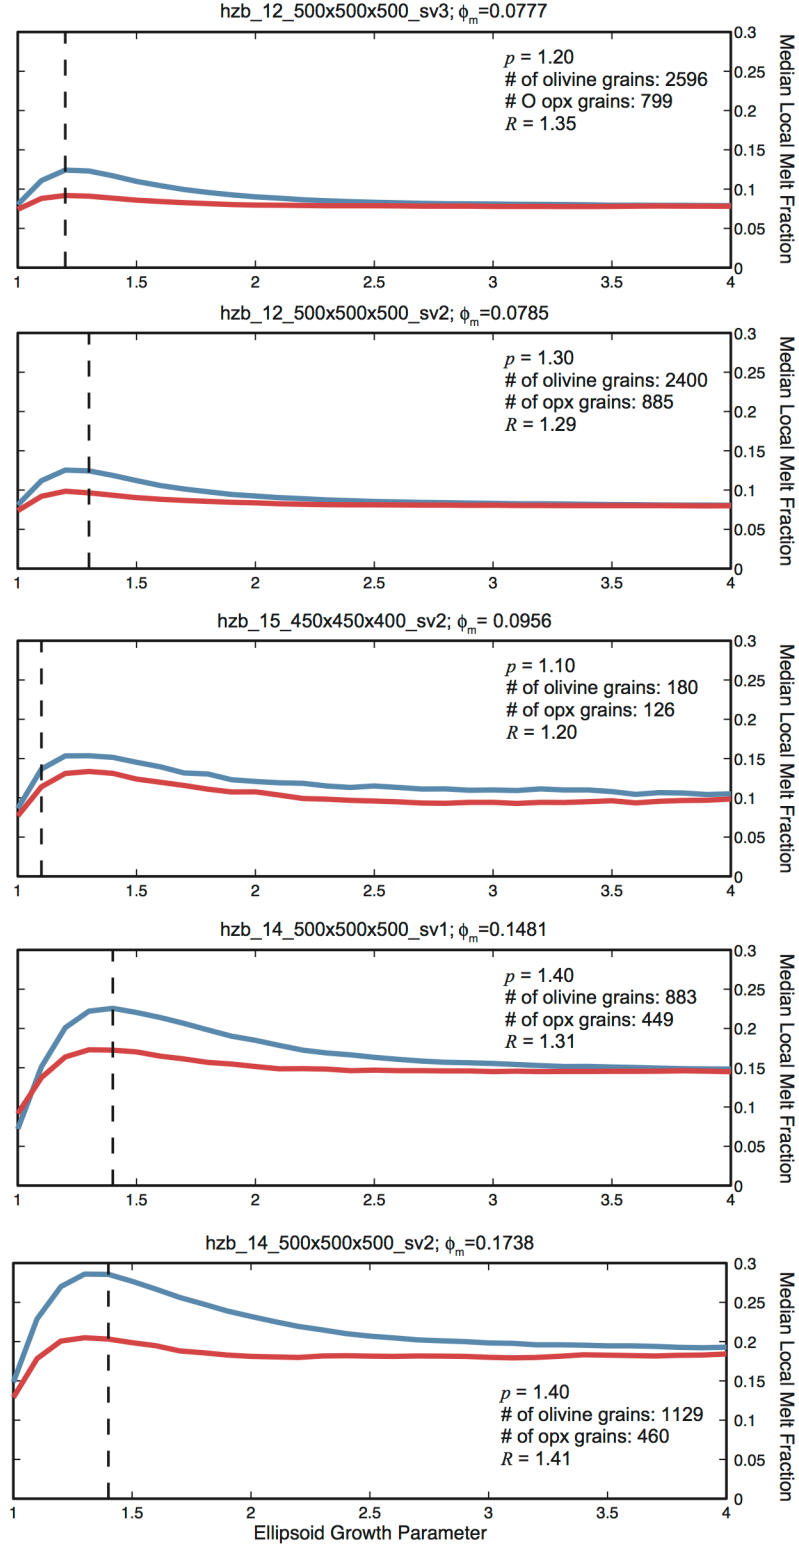 hzb_12_500x500x500_sv3; ϕm=0.0777
p = 1.20
# of olivine grains: 2596
# O opx grains: 799
R = 1.35
0.3
0.25
0.2
0.15
0.1
0.05
0
Median Local Melt Fraction
1 1.5 2 2.5 3 3.5 4
hzb_12_500x500x500_sv2; ϕm=0.0785
p = 1.30
# of olivine grains: 2400
# of opx grains: 885
R = 1.29
0.3
0.25
0.2
0.15
0.1
0.05
0
Median Local Melt Fraction
1 1.5 2 2.5 3 3.5 4
hzb_15_450x450x400_sv2; ϕm= 0.0956
p = 1.10
# of olivine grains: 180
# of opx grains: 126
R = 1.20
0.3
0.25
0.2
0.15
0.1
0.05
0
Median Local Melt Fraction
1 1.5 2 2.5 3 3.5 4
hzb_14_500x500x500_sv1; ϕm=0.1481
p = 1.40
# of olivine grains: 883
# of opx grains: 449
R = 1.31
0.3
0.25
0.2
0.15
0.1
0.05
0
Median Local Melt Fraction
1 1.5 2 2.5 3 3.5 4
hzb_14_500x500x500_sv2; ϕm=0.1738
0.3
0.25
0.2
0.15
0.1
0.05
0
Median Local Melt Fraction
p = 1.40
# of olivine grains: 1129
# of opx grains: 460
R = 1.41
1 1.5 2 2.5 3 3.5 4
Ellipsoid Growth Parameter